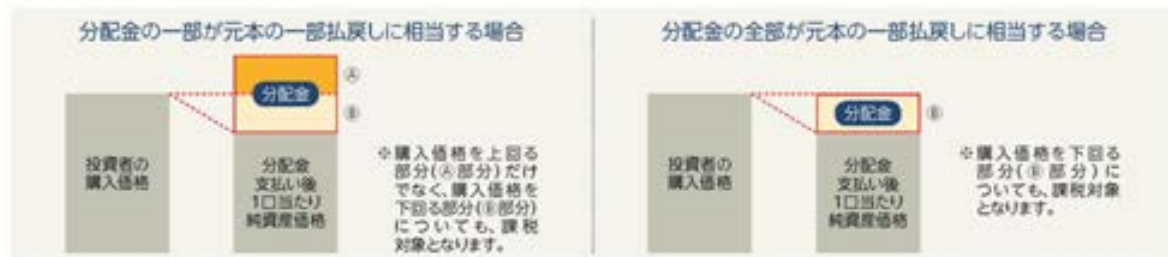 分配金の一部が元本の一部払戻しに相当する場合
Ⓐ
分配金
Ⓑ
投資者の
購入価格
分配金
支払い後
1口当たり
純資産価格
※購入価格を上回る
部分(Ⓐ部分)だけ
でなく、購入価格を
下回る部分(Ⓑ部分)
についても、課税
対象となります。
分配金の全部が元本の一部払戻しに相当する場合
分配金
Ⓑ
投資者の
購入価格
分配金
支払い後
1口当たり
純資産価格
※購入価格を下回る
部分(Ⓑ部分)に
ついても、課税対象
となります。